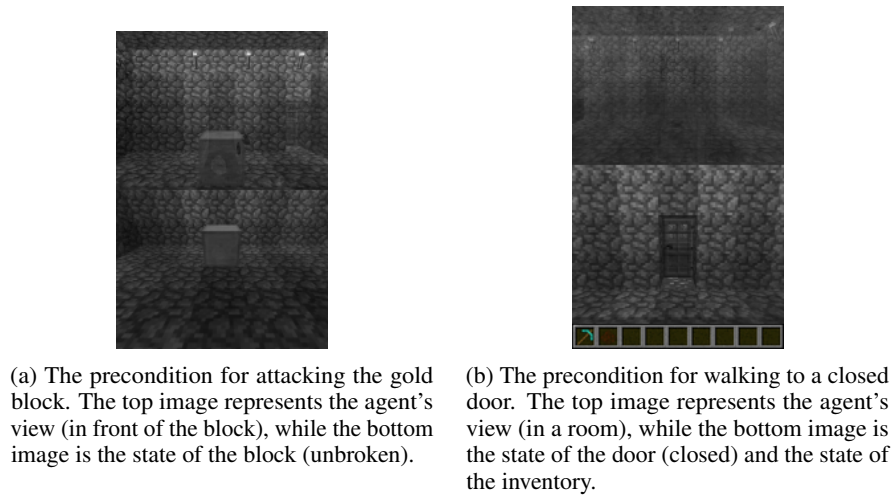 (a) The precondition for attacking the gold
block. The top image represents the agent's
view (in front of the block), while the bottom
image is the state of the block (unbroken).
(b) The precondition for walking to a closed
door. The top image represents the agent's
view (in a room), while the bottom image is
the state of the door (closed) and the state of
the inventory.